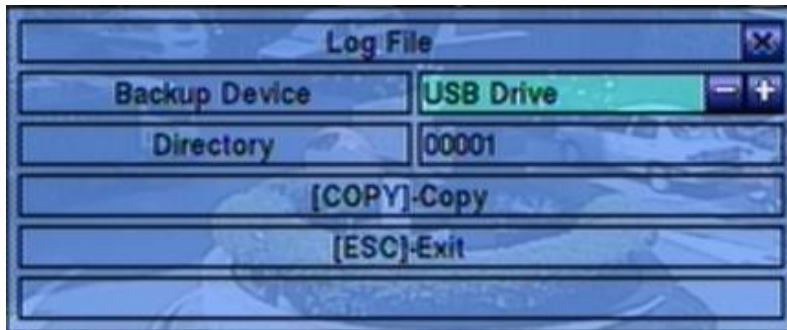 Log File
Backup Device USB Drive
Directory 00001
[COPY]-Copy
[ESC]-Exit